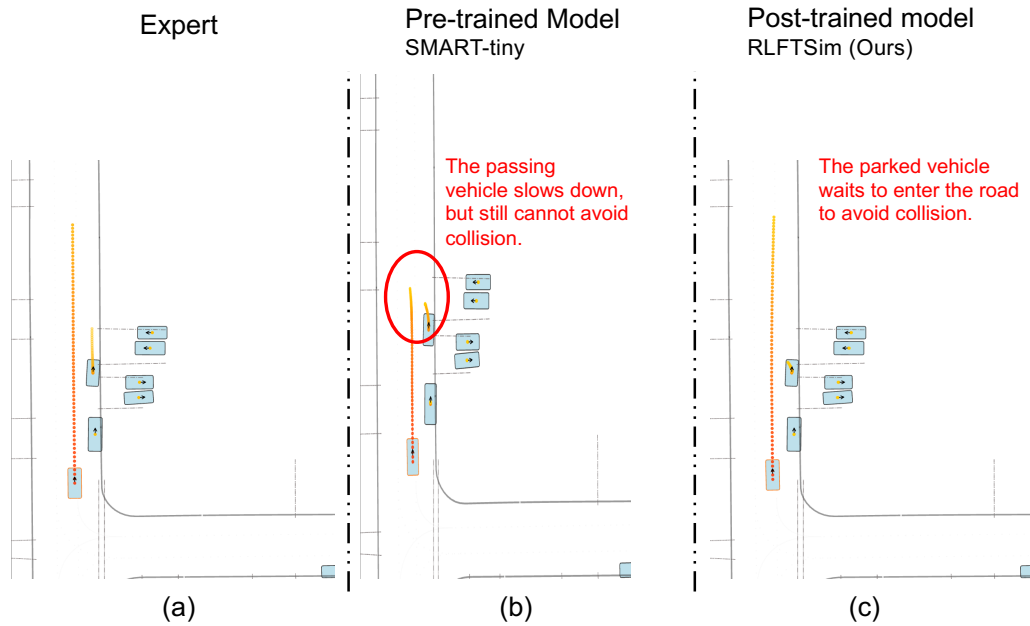 Expert
Pre-trained Model
SMART-tiny
Post-trained model
RLFTSim (Ours)
The passing
vehicle slows down,
but still cannot avoid
collision.
The parked vehicle
waits to enter the road
to avoid collision.
(a)
(b)
(c)